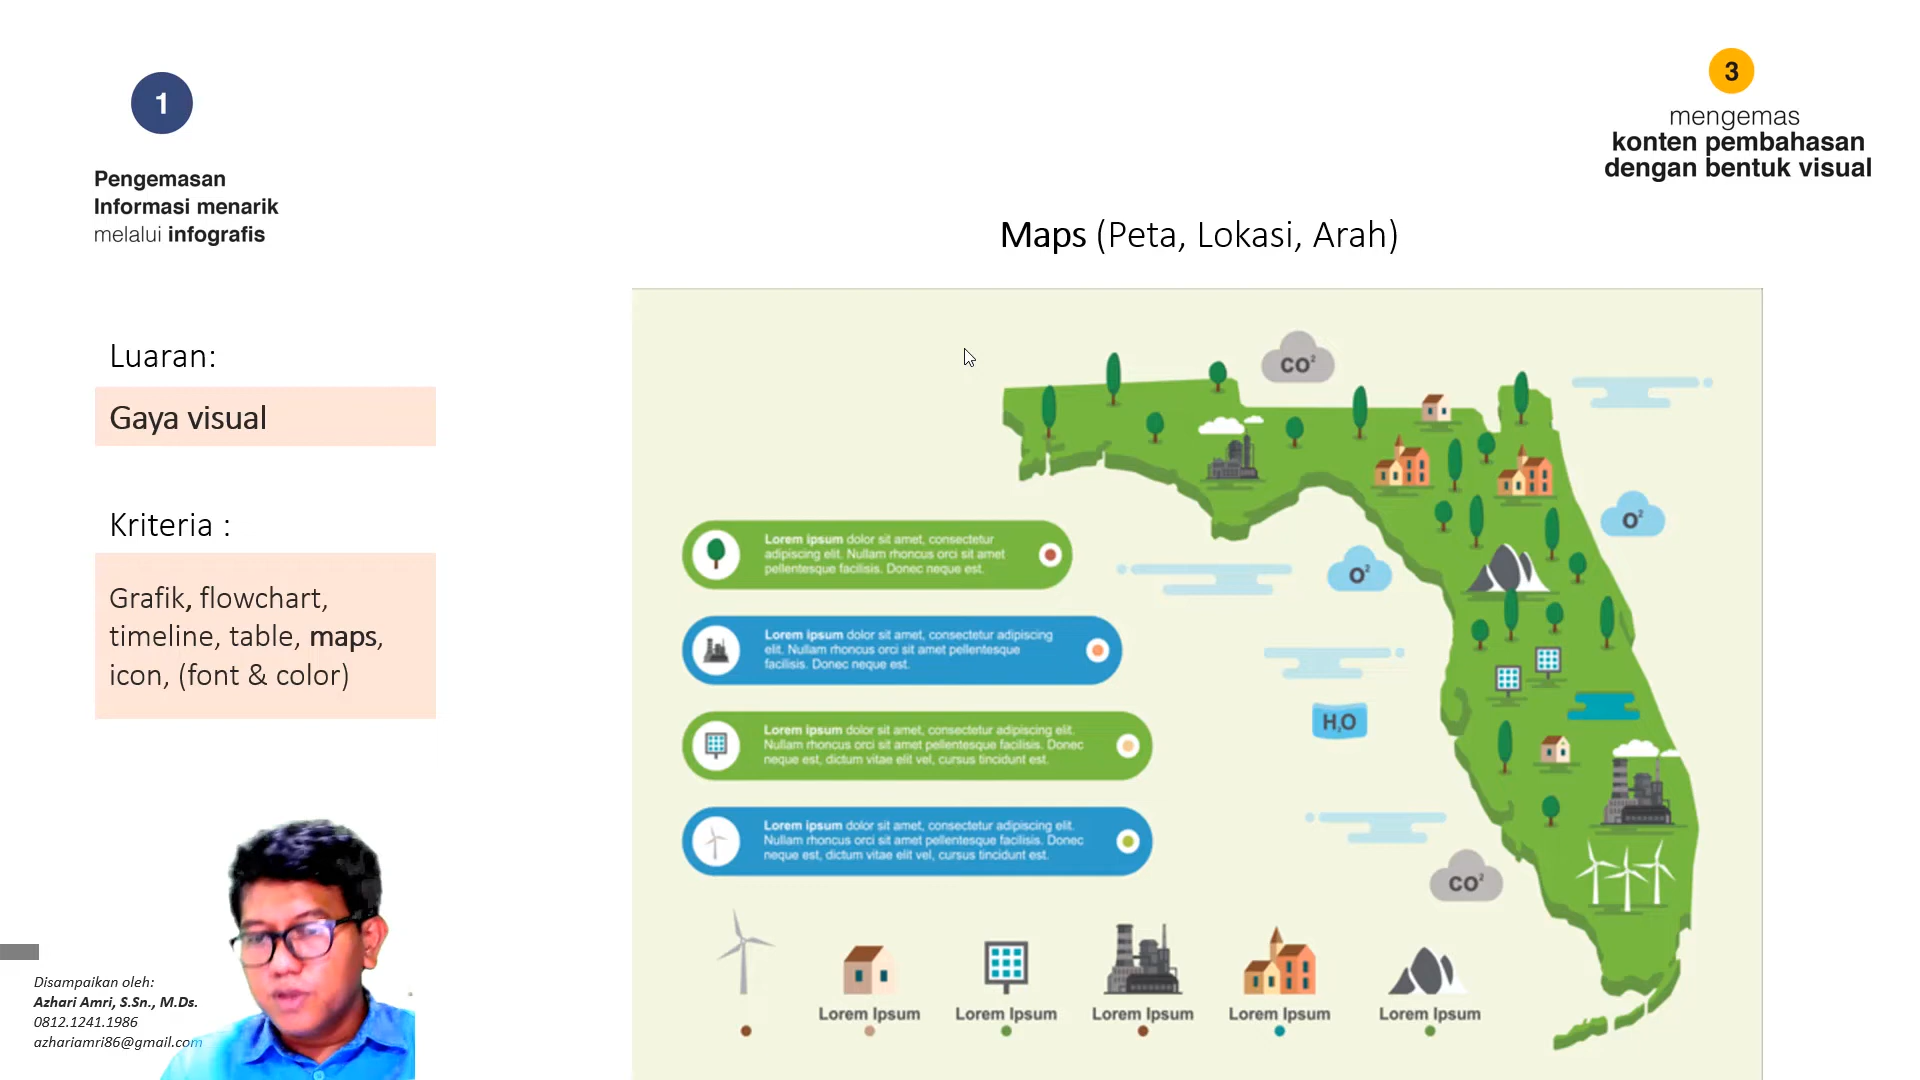 1
Pengemasan
Informasi menarik
melalui infografis
3
mengemas
konten pembahasan
dengan bentuk visual
Maps (Peta, Lokasi, Arah)
Luaran:
Gaya visual
Kriteria :
Grafik, flowchart,
timeline, table, maps,
icon, (font & color)
CO²
O²
O²
H₂O
CO²
Lorem ipsum dolor sit amet, consectetur
adipiscing elit. Nullam rhoncus orci sit amet
pellentesque facilisis. Donec neque est.
Lorem ipsum dolor sit amet, consectetur adipiscing
elit. Nullam rhoncus orci sit amet pellentesque
facilisis. Donec neque est.
Lorem ipsum dolor sit amet, consectetur adipiscing elit.
Nullam rhoncus orci sit amet pellentesque facilisis. Donec
neque est, dictum vitae elit vel, cursus tincidunt est.
Lorem ipsum dolor sit amet, consectetur adipiscing elit.
Nullam rhoncus orci sit amet pellentesque facilisis. Donec
neque est, dictum vitae elit vel, cursus tincidunt est.
Lorem Ipsum
Lorem Ipsum
Lorem Ipsum
Lorem Ipsum
Lorem Ipsum
Disampaikan oleh:
Azhari Amri, S.Sn., M.Ds.
0812.1241.1986
azhariamri86@gmail.com